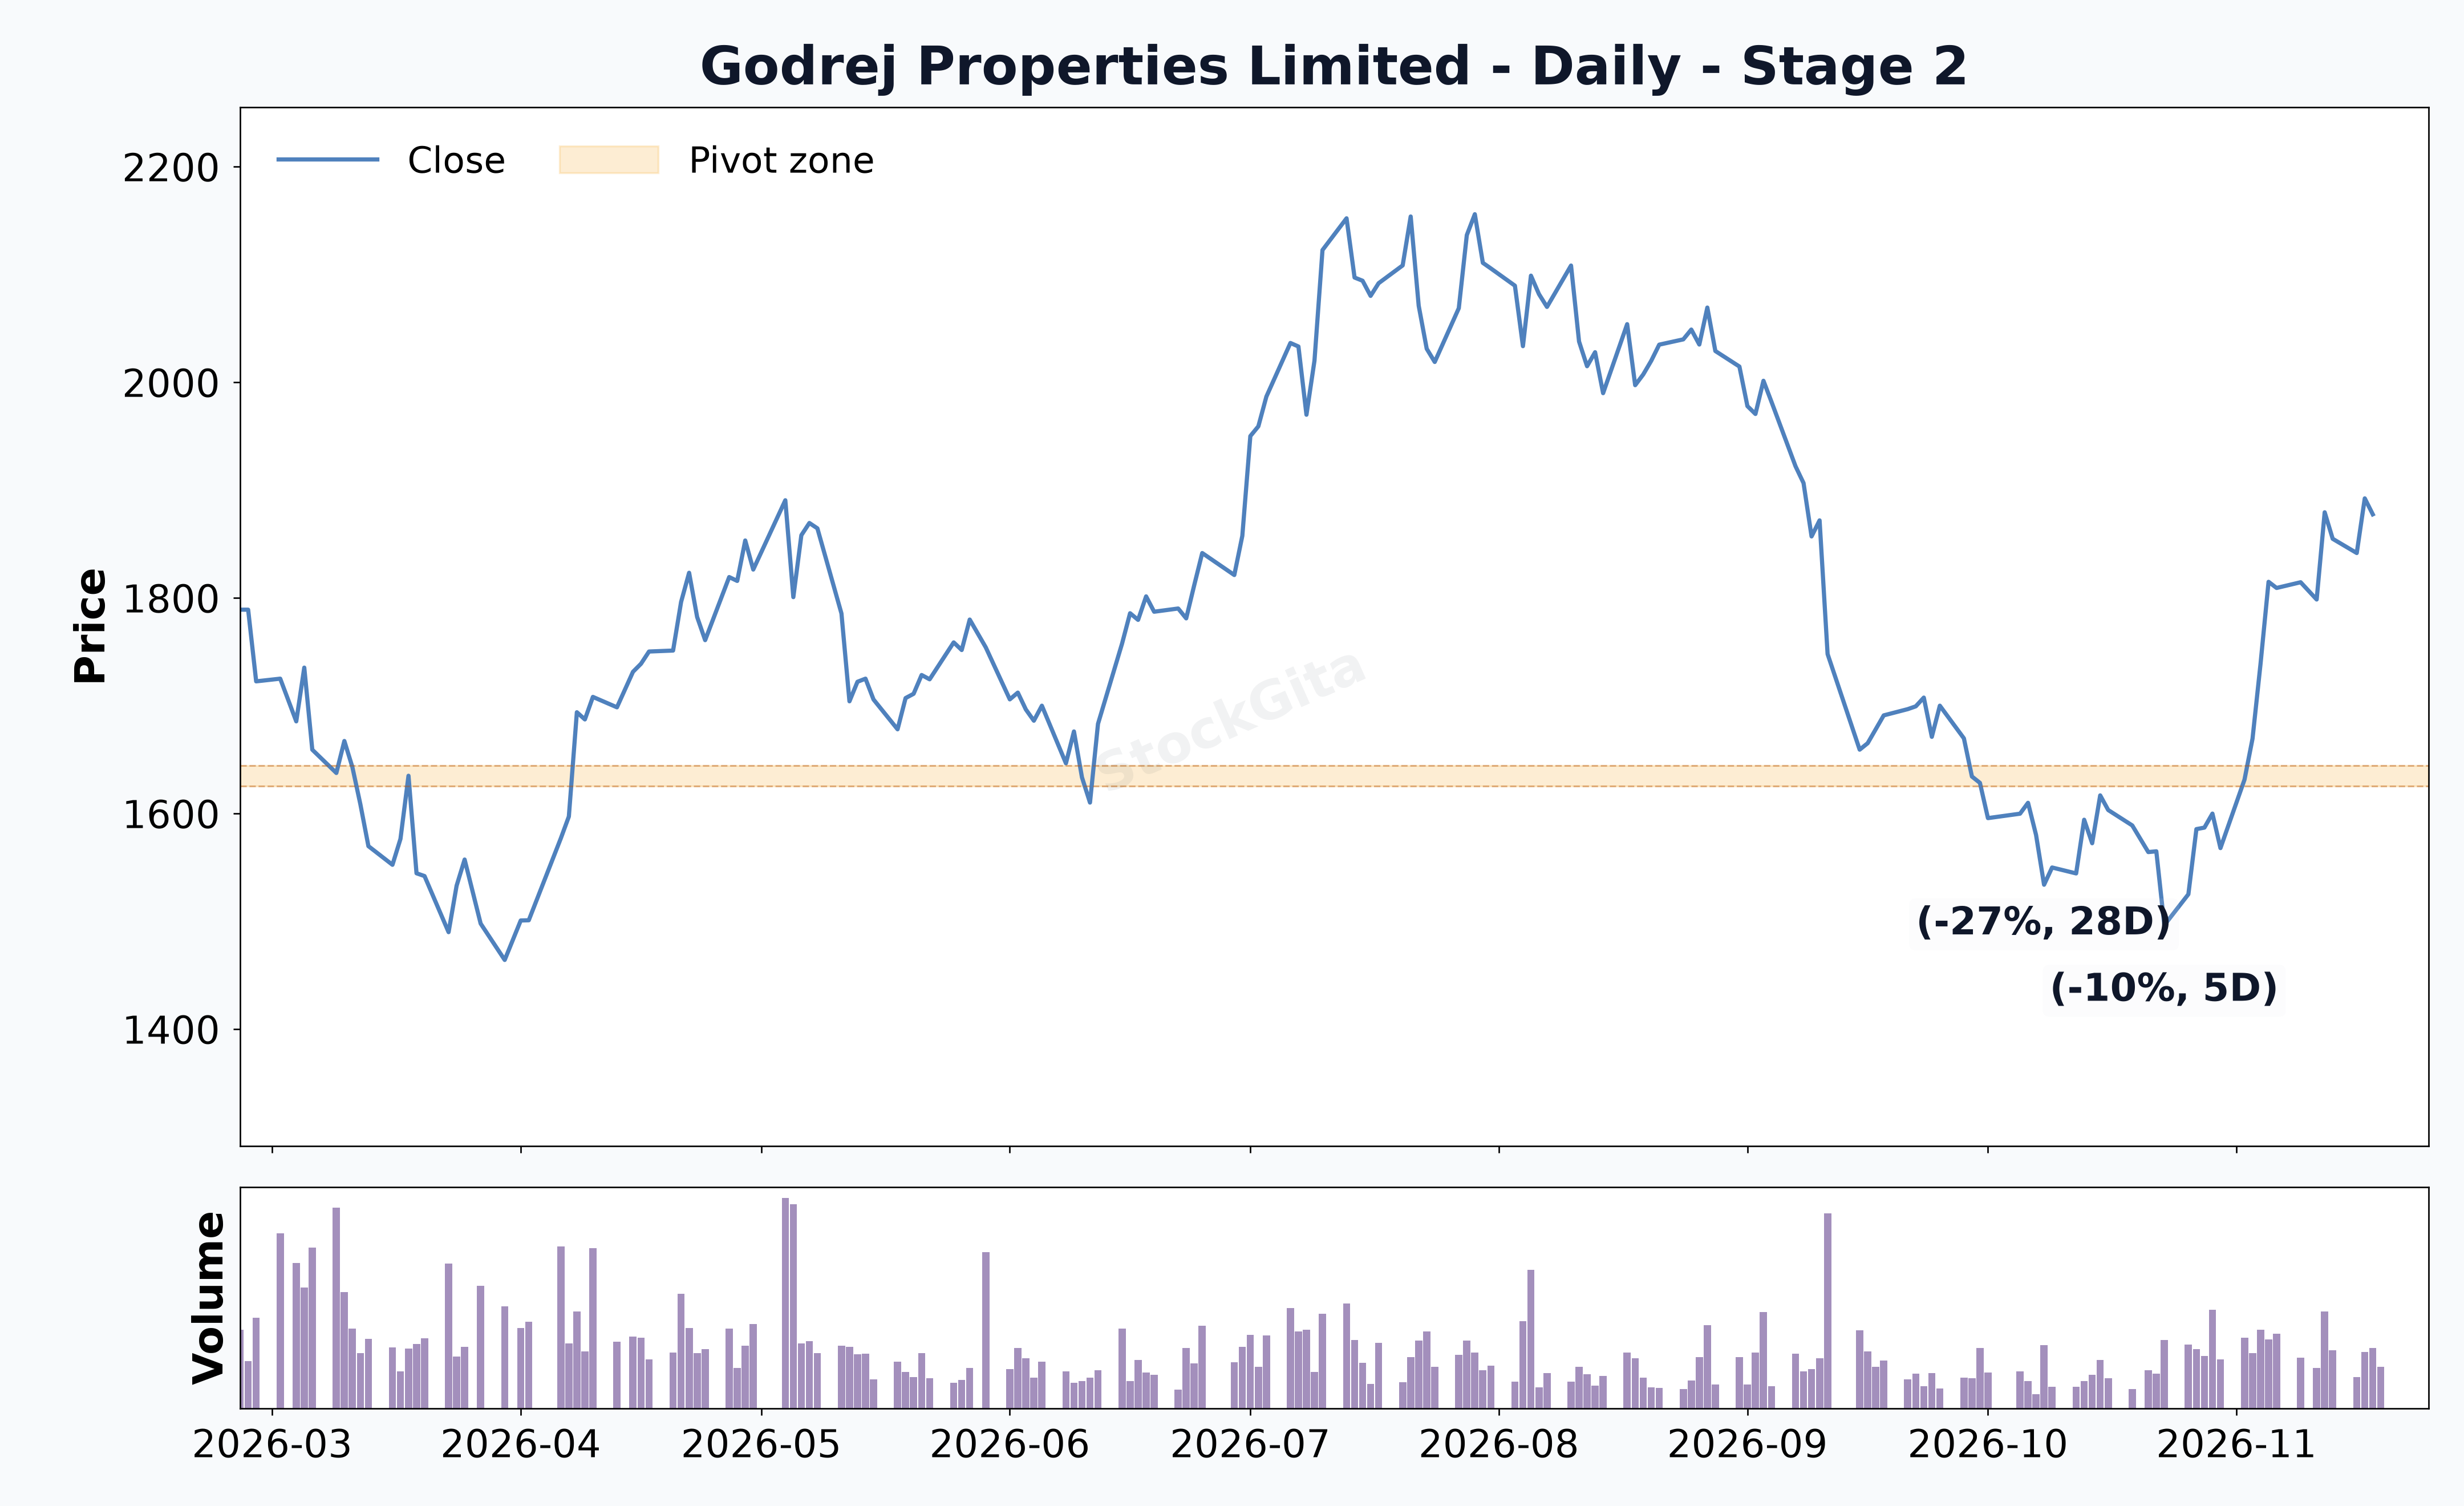 Godrej Properties Limited - Daily - Stage 2
Close
Pivot zone
2200
2000
1800
1600
1400
Price
StockGita
(-27%, 28D)
(-10%, 5D)
Volume
2026-03
2026-04
2026-05
2026-06
2026-07
2026-08
2026-09
2026-10
2026-11